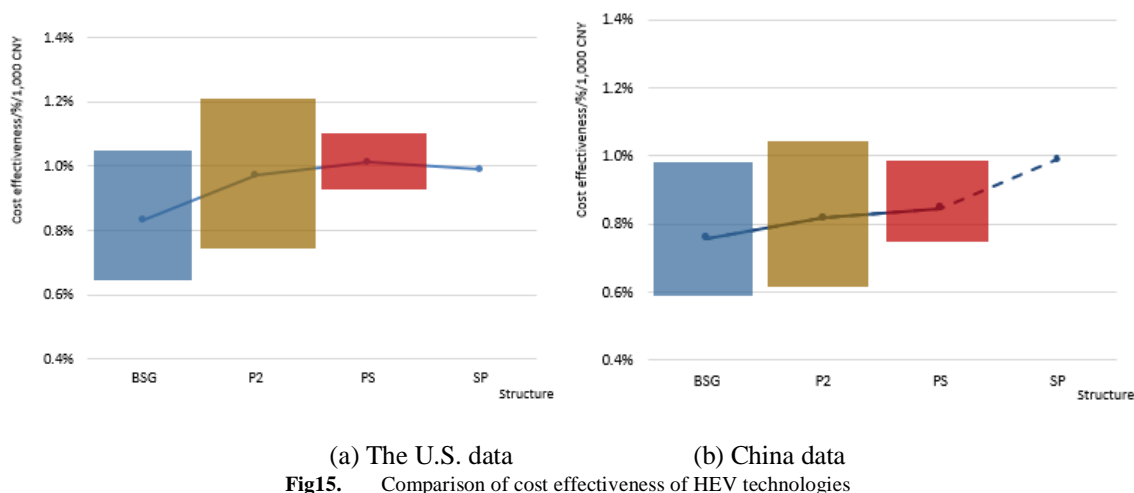 Cost effectiveness/%/1,000 CNY
1.4%
1.2%
1.0%
0.8%
0.6%
0.4%
BSG P2 PS SP
Structure
Cost effectiveness/%/1,000 CNY
1.4%
1.2%
1.0%
0.8%
0.6%
0.4%
BSG P2 PS SP
Structure
(a) The U.S. data (b) China data
Fig15. Comparison of cost effectiveness of HEV technologies